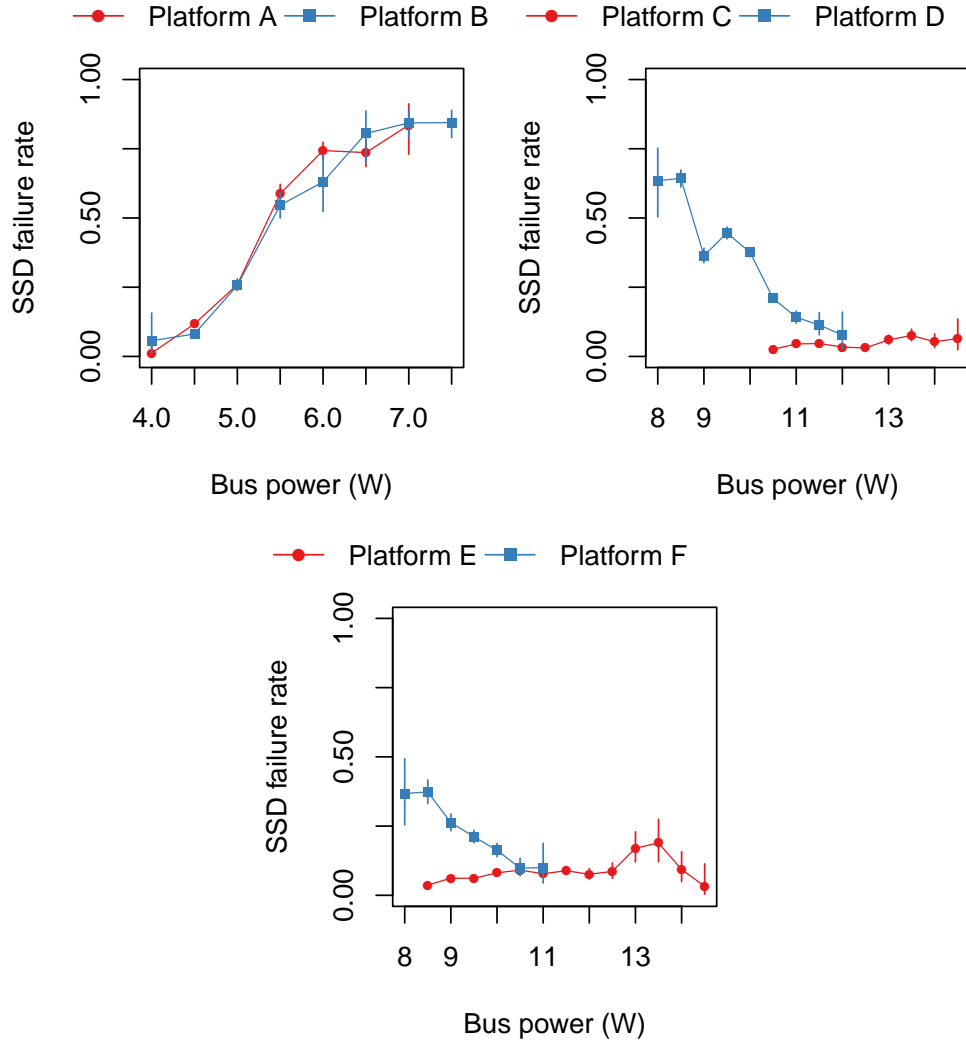 Platform A Platform B
SSD failure rate
0.00 0.50 1.00
4.0 5.0 6.0 7.0
Bus power (W)
Platform C Platform D
SSD failure rate
0.00 0.50 1.00
8 9 11 13
Bus power (W)
Platform E Platform F
SSD failure rate
0.00 0.50 1.00
8 9 11 13
Bus power (W)